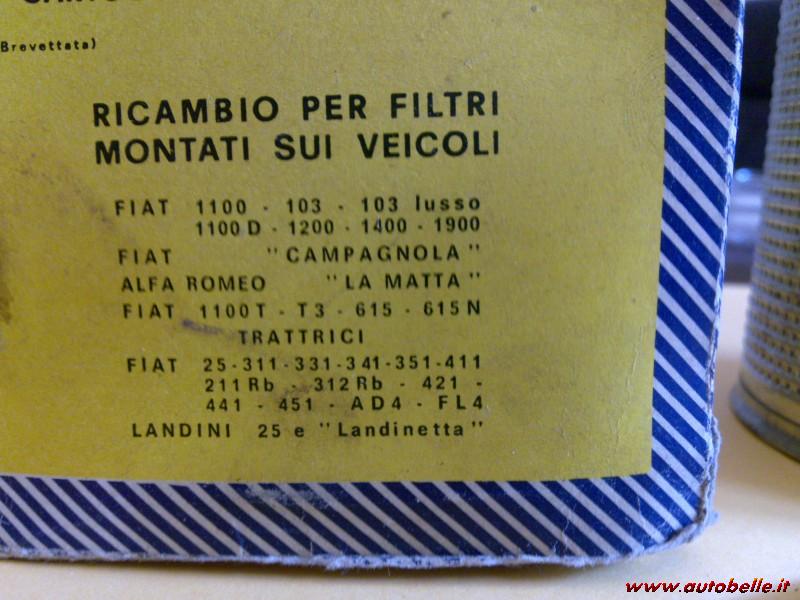 (Brevettata)
RICAMBIO PER FILTRI
MONTATI SUI VEICOLI
FIAT 1100 - 103 - 103 lusso
1100 D - 1200 - 1400 - 1900
FIAT "CAMPAGNOLA"
ALFA ROMEO "LA MATTA"
FIAT 1100 T - T3 - 615 - 615 N
TRATTRICI
FIAT 25-311-331-341-351-411
211 Rb - 312 Rb - 421 -
441 - 451 - AD4 - FL4
LANDINI 25 e "Landinetta"
www.autobelle.it